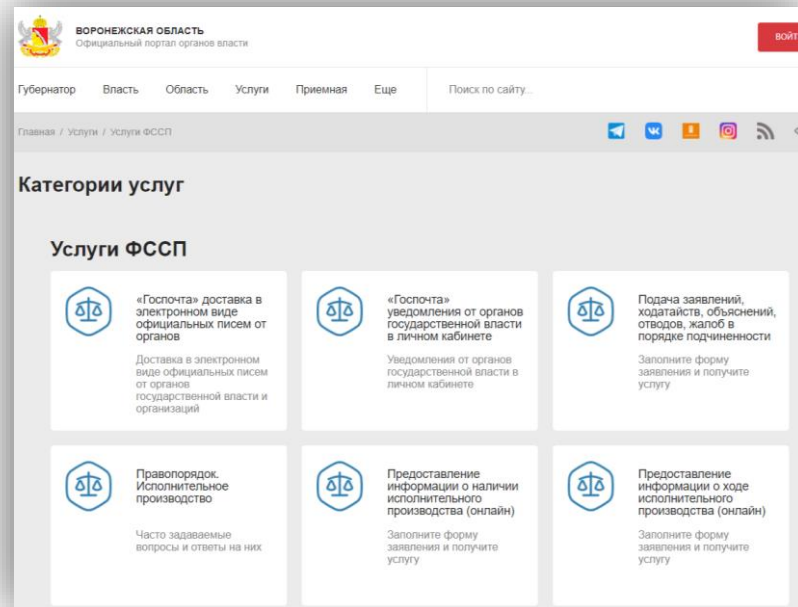 ВОРОНЕЖСКАЯ ОБЛАСТЬ
Официальный портал органов власти
Губернатор Власть Область Услуги Приемная Еще Поиск по сайту...
Главная / Услуги / Услуги ФССП
Категории услуг
Услуги ФССП
«Госпочта» доставка в
электронном виде
официальных писем от
органов
Доставка в электронном
виде официальных писем
от органов
государственной власти и
организаций
«Госпочта»
уведомления от органов
государственной власти
в личном кабинете
Уведомления от органов
государственной власти в
личном кабинете
Подача заявлений,
ходатайств, объяснений,
отводов, жалоб в
порядке подчиненности
Заполните форму
заявления и получите
услугу
Правопорядок.
Исполнительное
производство
Часто задаваемые
вопросы и ответы на них
Предоставление
информации о наличии
исполнительного
производства (онлайн)
Заполните форму
заявления и получите
услугу
Предоставление
информации о ходе
исполнительного
производства (онлайн)
Заполните форму
заявления и получите
услугу